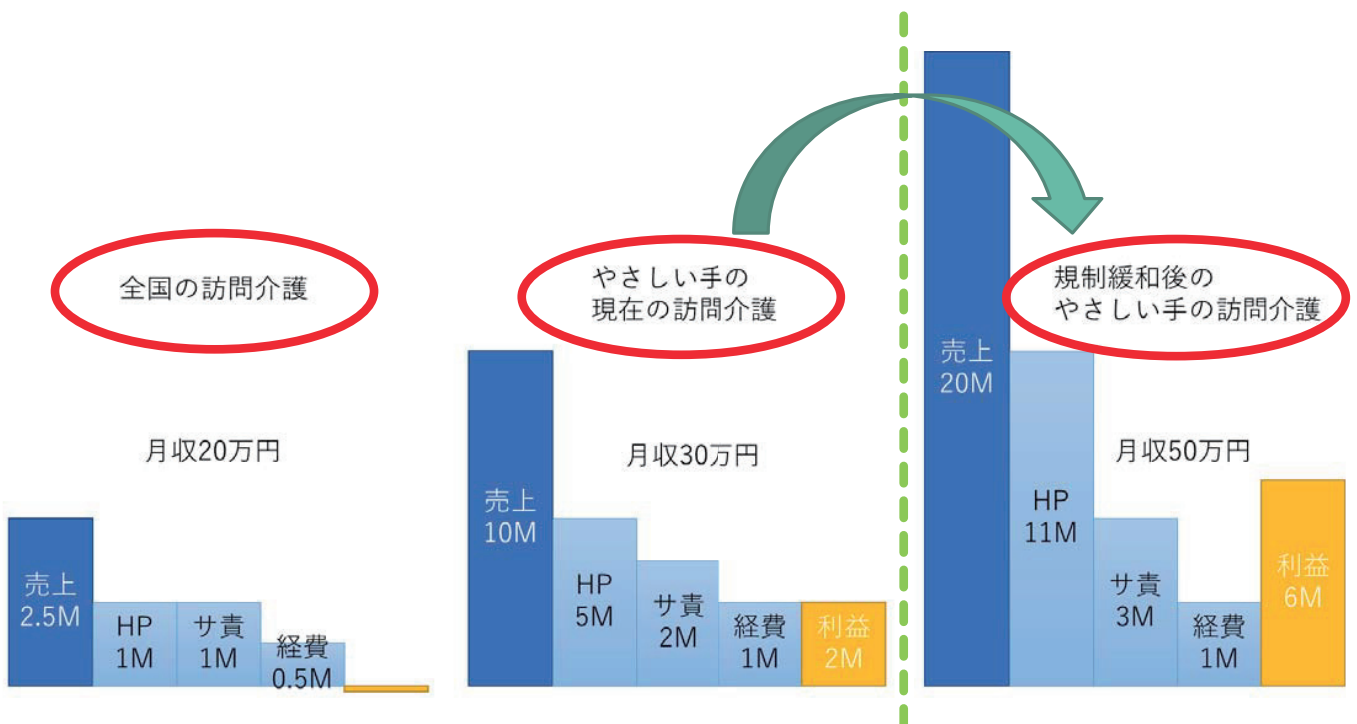 全国の訪問介護
月収20万円
売上
2.5M
HP
1M
サ責
1M
経費
0.5M
やさしい手の
現在の訪問介護
月収30万円
売上
10M
HP
5M
サ責
2M
経費
1M
利益
2M
規制緩和後の
やさしい手の訪問介護
月収50万円
売上
20M
HP
11M
サ責
3M
経費
1M
利益
6M